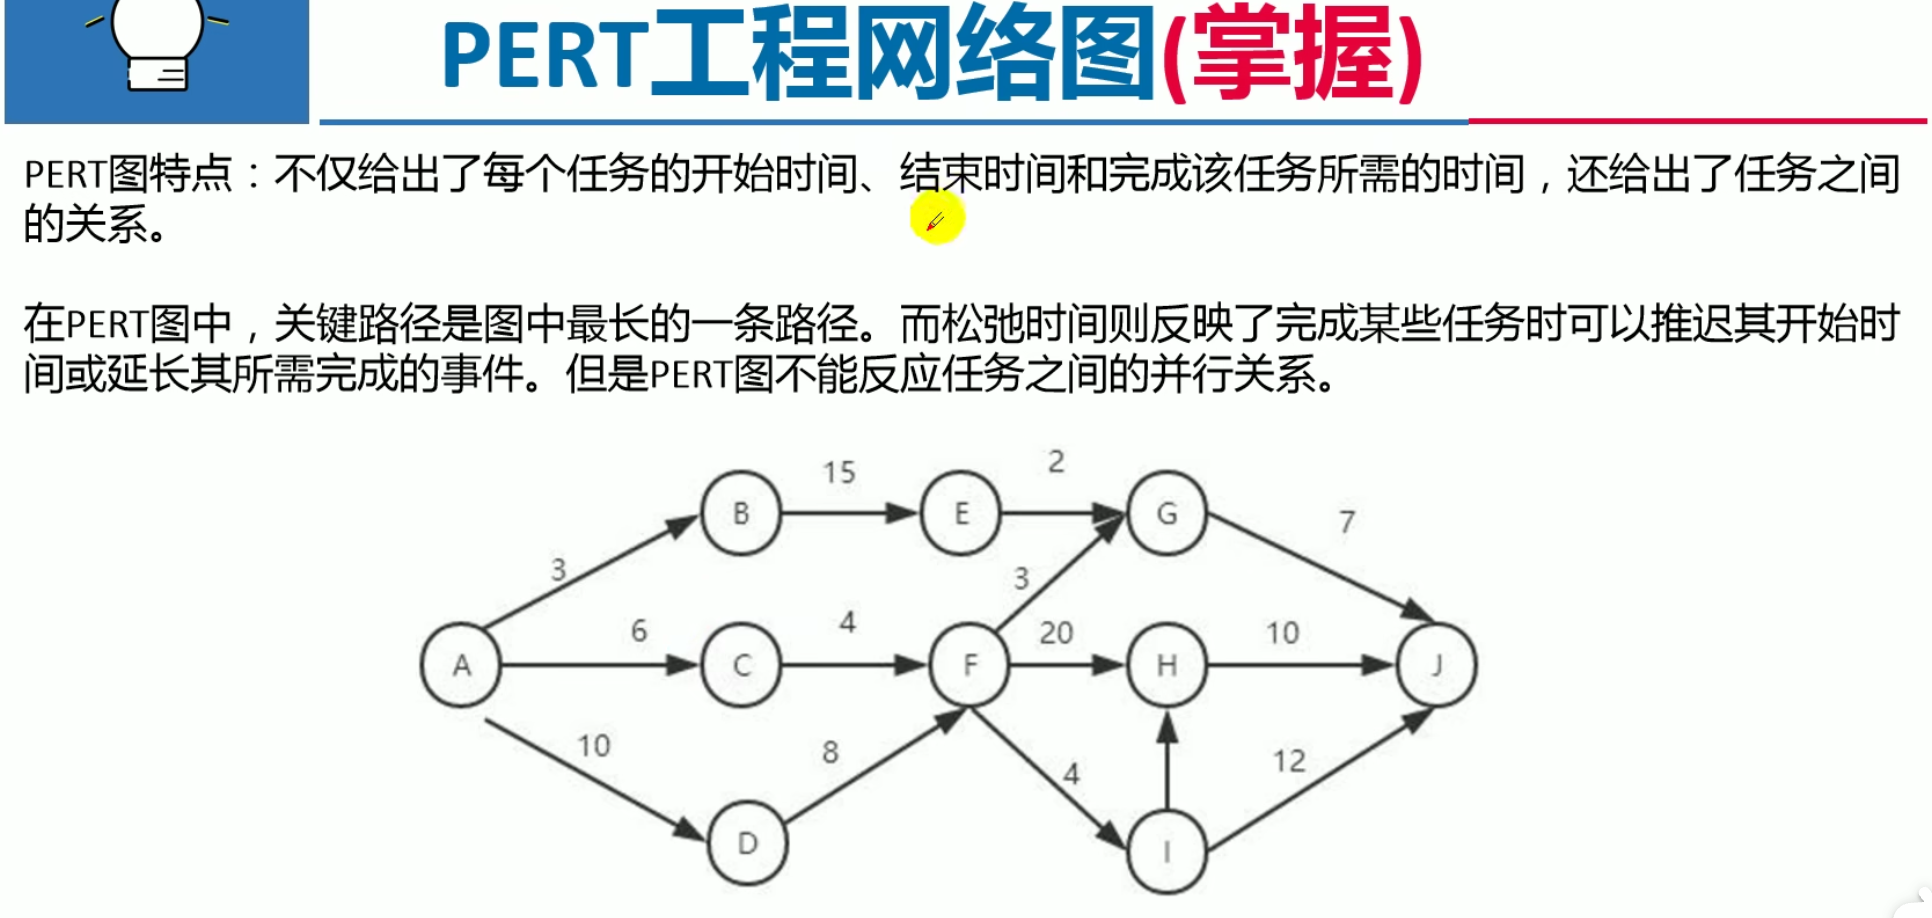 PERT工程网络图(掌握)
PERT图特点：不仅给出了每个任务的开始时间、结束时间和完成该任务所需的时间，还给出了任务之间
的关系。
在PERT图中，关键路径是图中最长的一条路径。而松弛时间则反映了完成某些任务时可以推迟其开始时
间或延长其所需完成的事件。但是PERT图不能反应任务之间的并行关系。
15
2
B
E
G
7
3
3
6
4
20
10
A
C
F
H
J
10
8
4
12
D
I